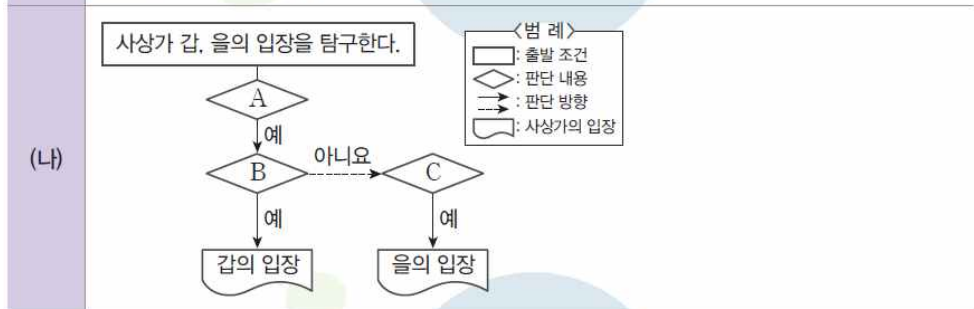 사상가 갑, 을의 입장을 탐구한다.
<범 례>
: 출발 조건
: 판단 내용
: 판단 방향
: 사상가의 입장
A
예
(나)
B
아니요
C
예
예
갑의 입장
을의 입장